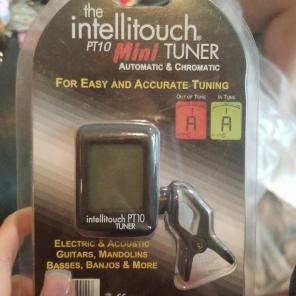 the
intellitouch®
PT10 Mini TUNER
AUTOMATIC & CHROMATIC
FOR EASY AND ACCURATE TUNING
OUT OF TUNE IN TUNE
A A
intellitouch PT10
TUNER
ELECTRIC & ACOUSTIC
GUITARS, MANDOLINS
BASSES, BANJOS & MORE